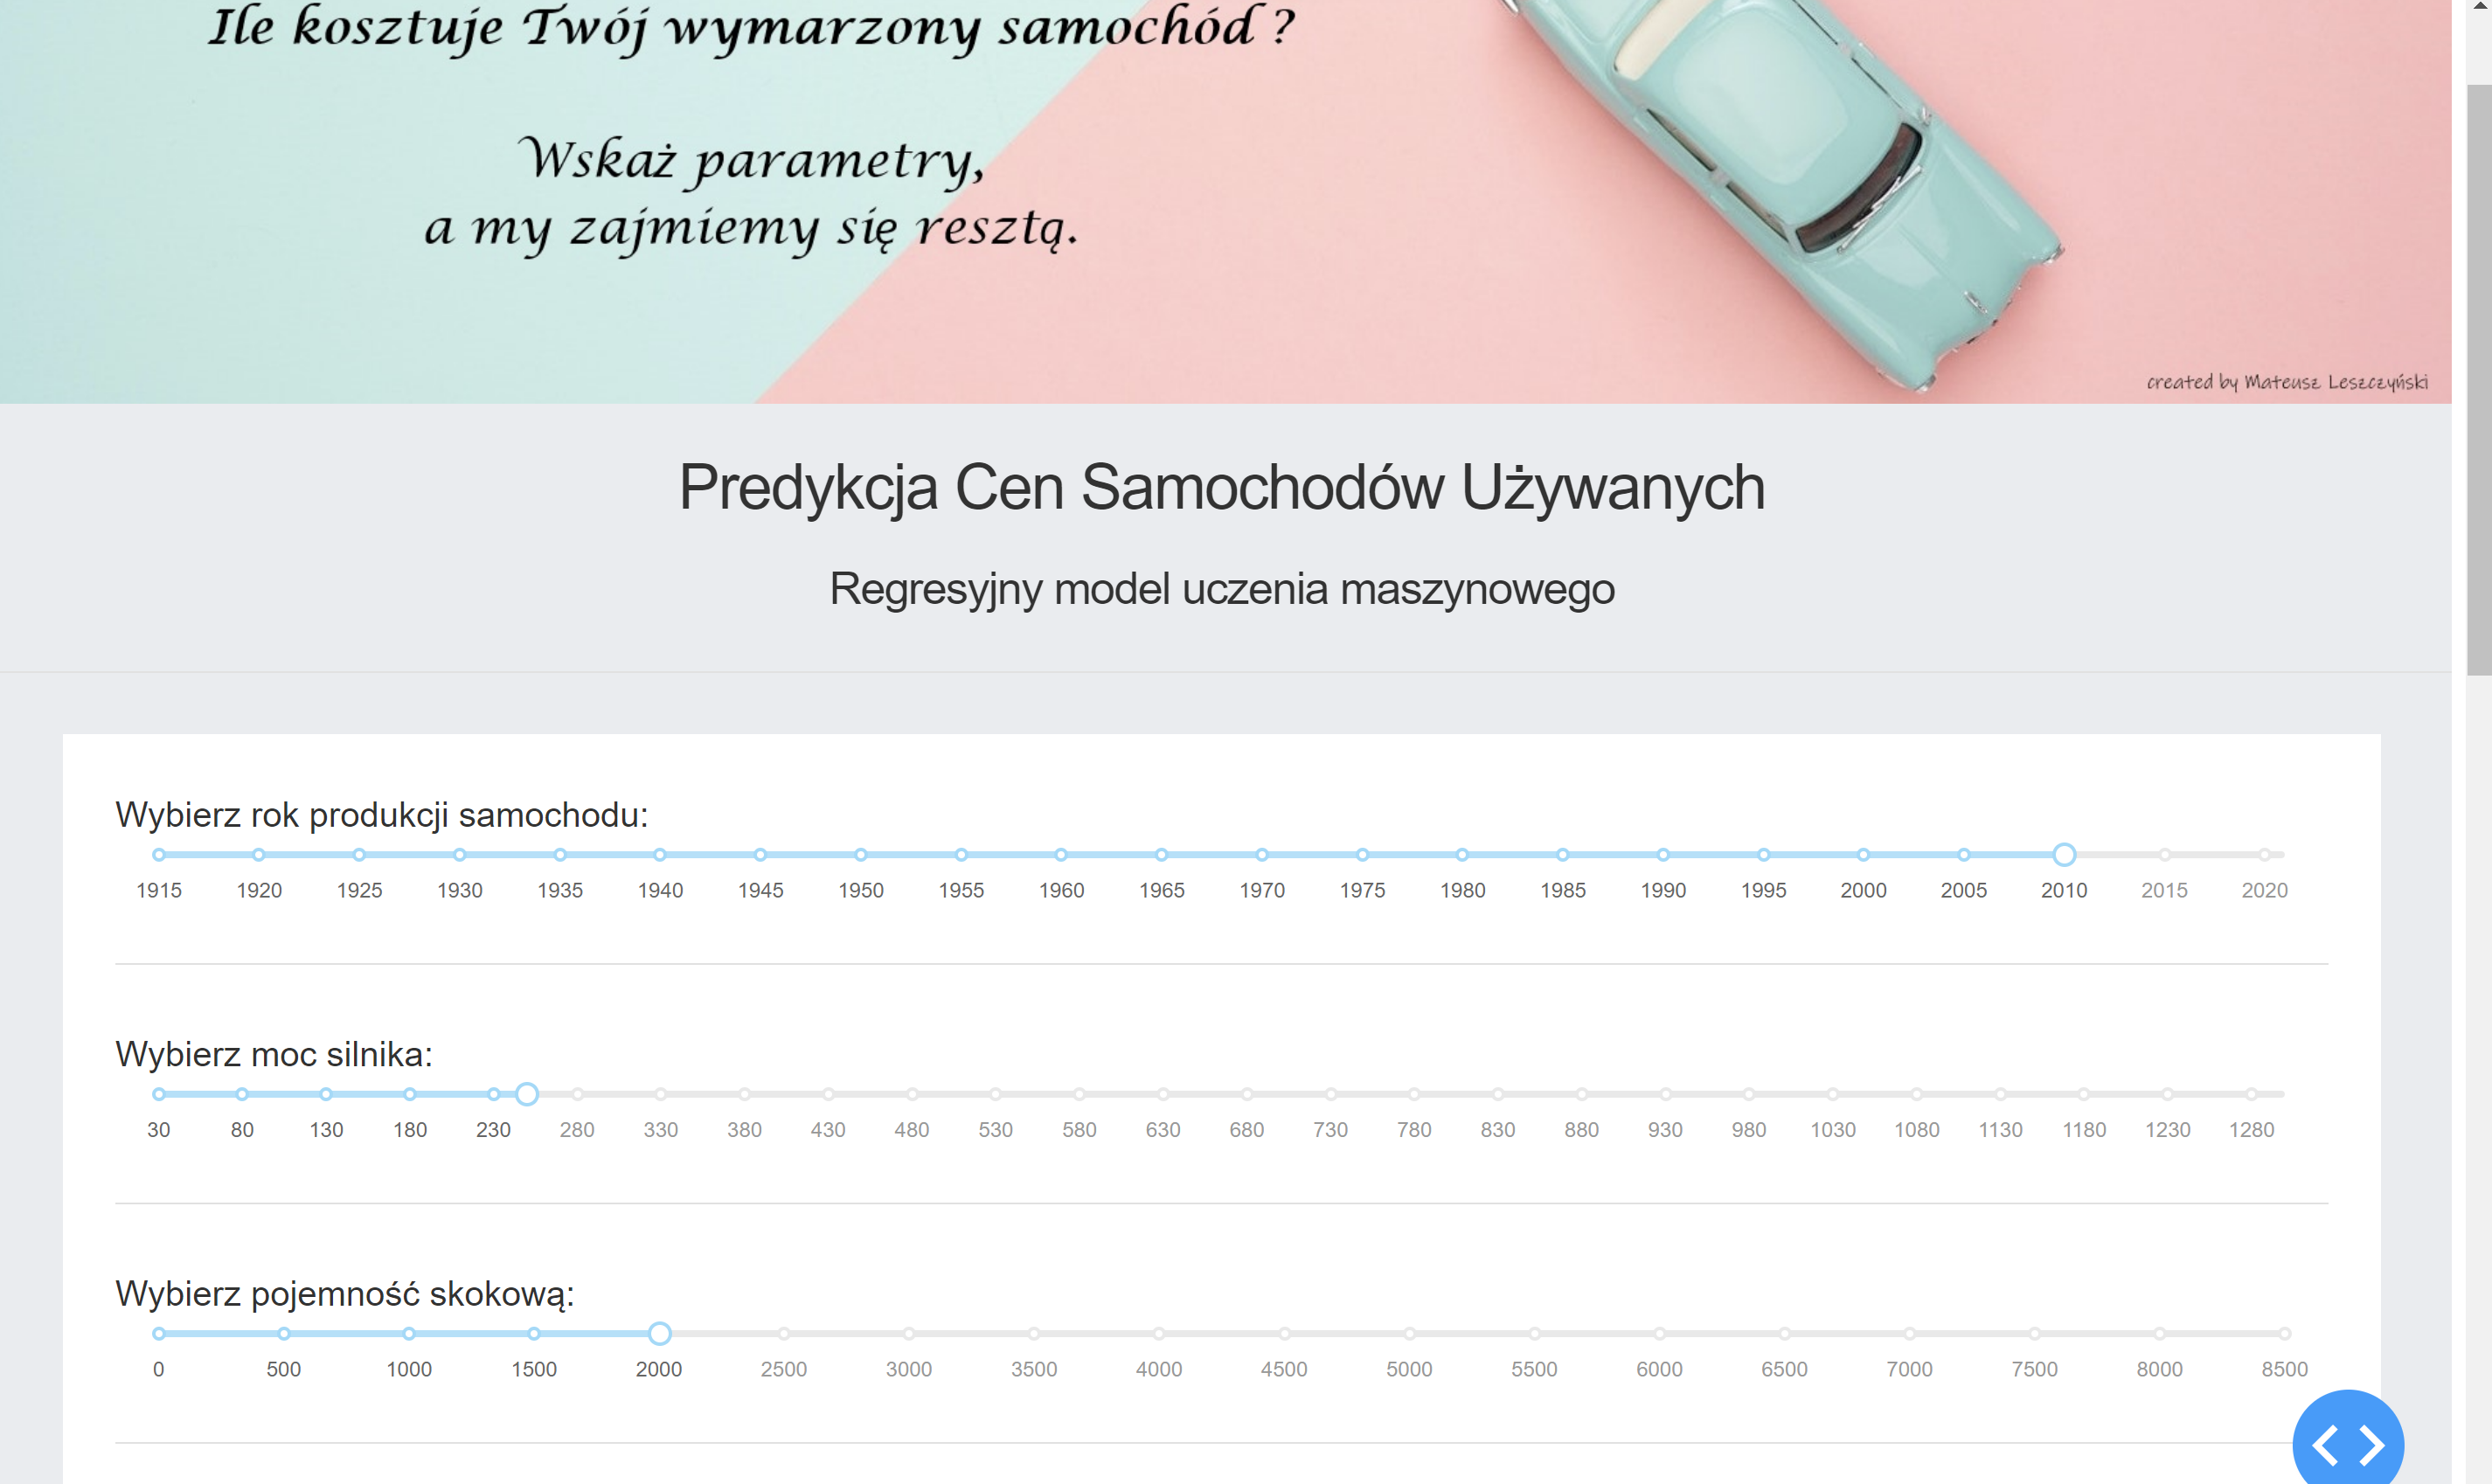 Ile kosztuje Twój wymarzony samochód ?
Wskaż parametry,
a my zajmiemy się resztą.
created by Mateusz Leszczyński
Predykcja Cen Samochodów Używanych
Regresyjny model uczenia maszynowego
Wybierz rok produkcji samochodu:
1915 1920 1925 1930 1935 1940 1945 1950 1955 1960 1965 1970 1975 1980 1985 1990 1995 2000 2005 2010 2015 2020
Wybierz moc silnika:
30 80 130 180 230 280 330 380 430 480 530 580 630 680 730 780 830 880 930 980 1030 1080 1130 1180 1230 1280
Wybierz pojemność skokową:
0 500 1000 1500 2000 2500 3000 3500 4000 4500 5000 5500 6000 6500 7000 7500 8000 8500